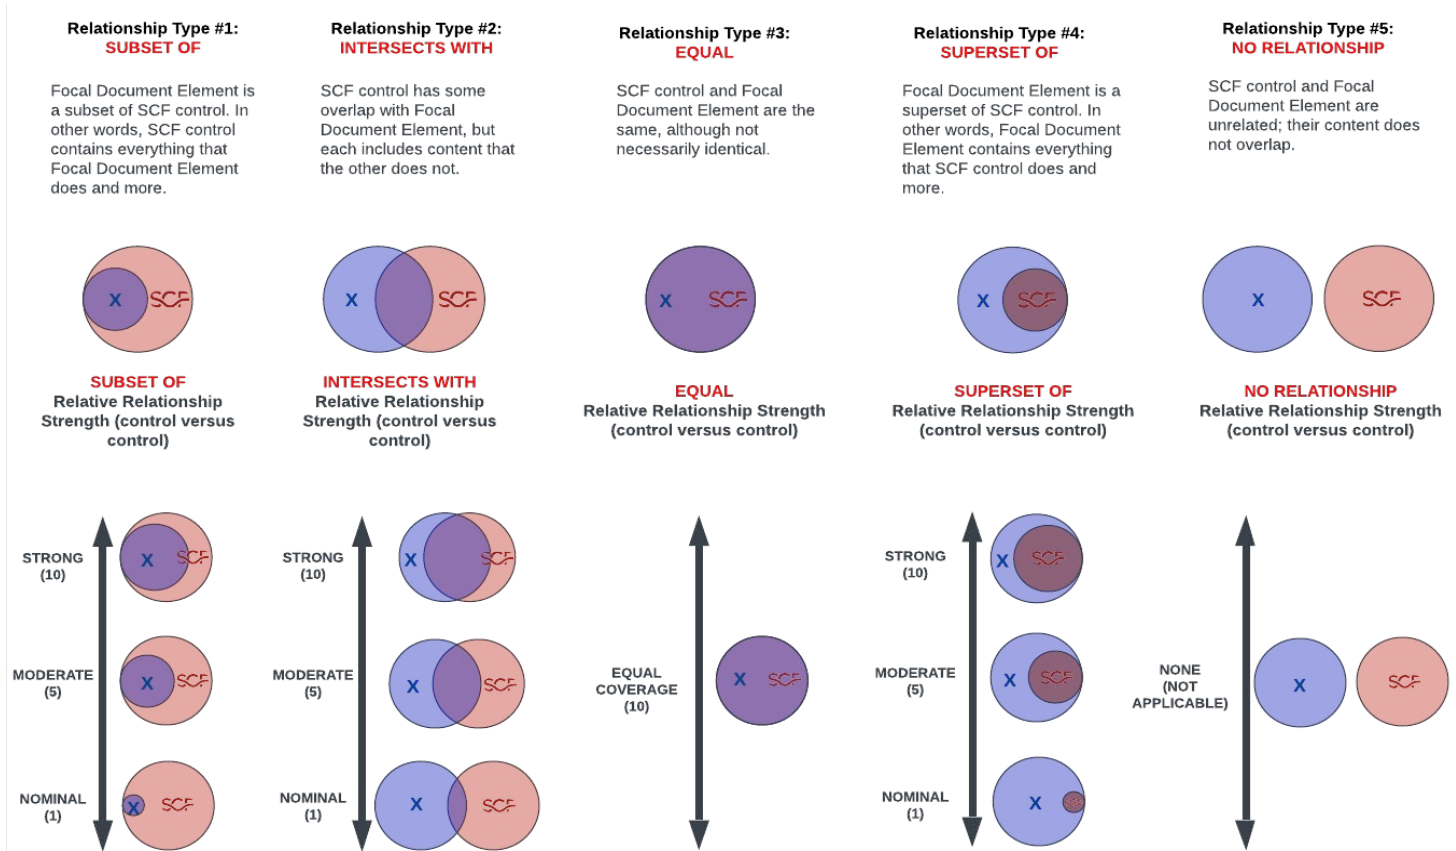 Relationship Type #1:
SUBSET OF
Focal Document Element is
a subset of SCF control. In
other words, SCF control
contains everything that
Focal Document Element
does and more.
X SCF
SUBSET OF
Relative Relationship
Strength (control versus
control)
STRONG
(10)
X SCF
MODERATE
(5)
X SCF
NOMINAL
(1)
X SCF
Relationship Type #2:
INTERSECTS WITH
SCF control has some
overlap with Focal
Document Element, but
each includes content that
the other does not.
X SCF
INTERSECTS WITH
Relative Relationship
Strength (control versus
control)
STRONG
(10)
X SCF
MODERATE
(5)
X SCF
NOMINAL
(1)
X SCF
Relationship Type #3:
EQUAL
SCF control and Focal
Document Element are the
same, although not
necessarily identical.
X SCF
EQUAL
Relative Relationship Strength
(control versus control)
EQUAL
COVERAGE
(10)
X SCF
Relationship Type #4:
SUPERSET OF
Focal Document Element is a
superset of SCF control. In
other words, Focal Document
Element contains everything
that SCF control does and
more.
X SCF
SUPERSET OF
Relative Relationship Strength
(control versus control)
STRONG
(10)
X SCF
MODERATE
(5)
X SCF
NOMINAL
(1)
X SCF
Relationship Type #5:
NO RELATIONSHIP
SCF control and Focal
Document Element are
unrelated; their content does
not overlap.
X SCF
NO RELATIONSHIP
Relative Relationship Strength
(control versus control)
NONE
(NOT
APPLICABLE)
X SCF